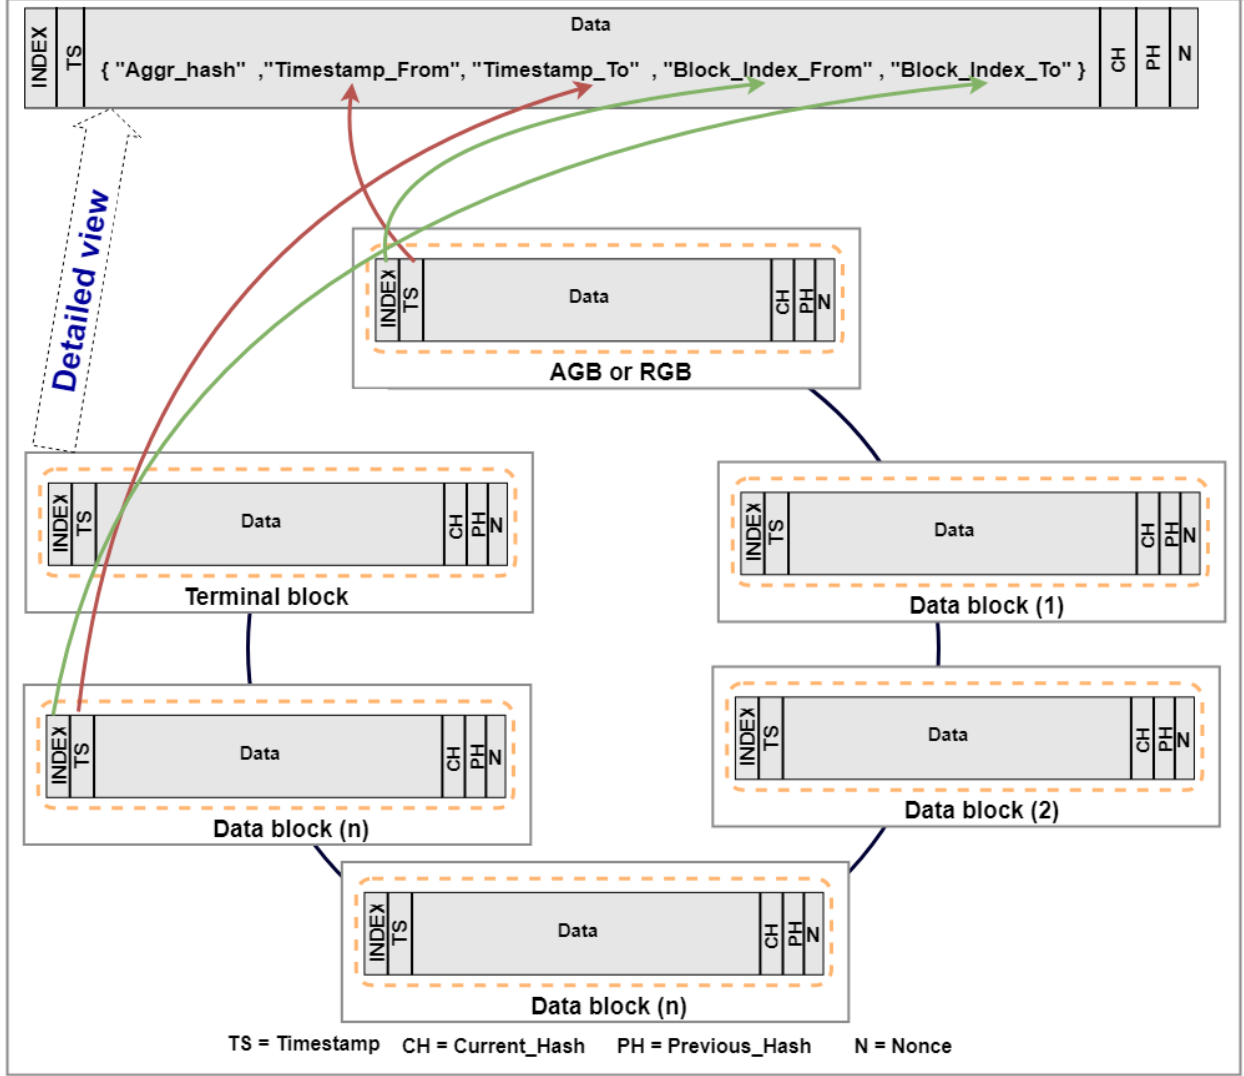 INDEX
TS
Data
{ "Aggr_hash" ,"Timestamp_From", "Timestamp_To" , "Block_Index_From" , "Block_Index_To" }
CH
PH
N
Detailed view
INDEX
TS
Data
CH
PH
N
AGB or RGB
INDEX
TS
Data
CH
PH
N
Terminal block
INDEX
TS
Data
CH
PH
N
Data block (1)
INDEX
TS
Data
CH
PH
N
Data block (n)
INDEX
TS
Data
CH
PH
N
Data block (2)
INDEX
TS
Data
CH
PH
N
Data block (n)
TS = Timestamp CH = Current_Hash PH = Previous_Hash N = Nonce